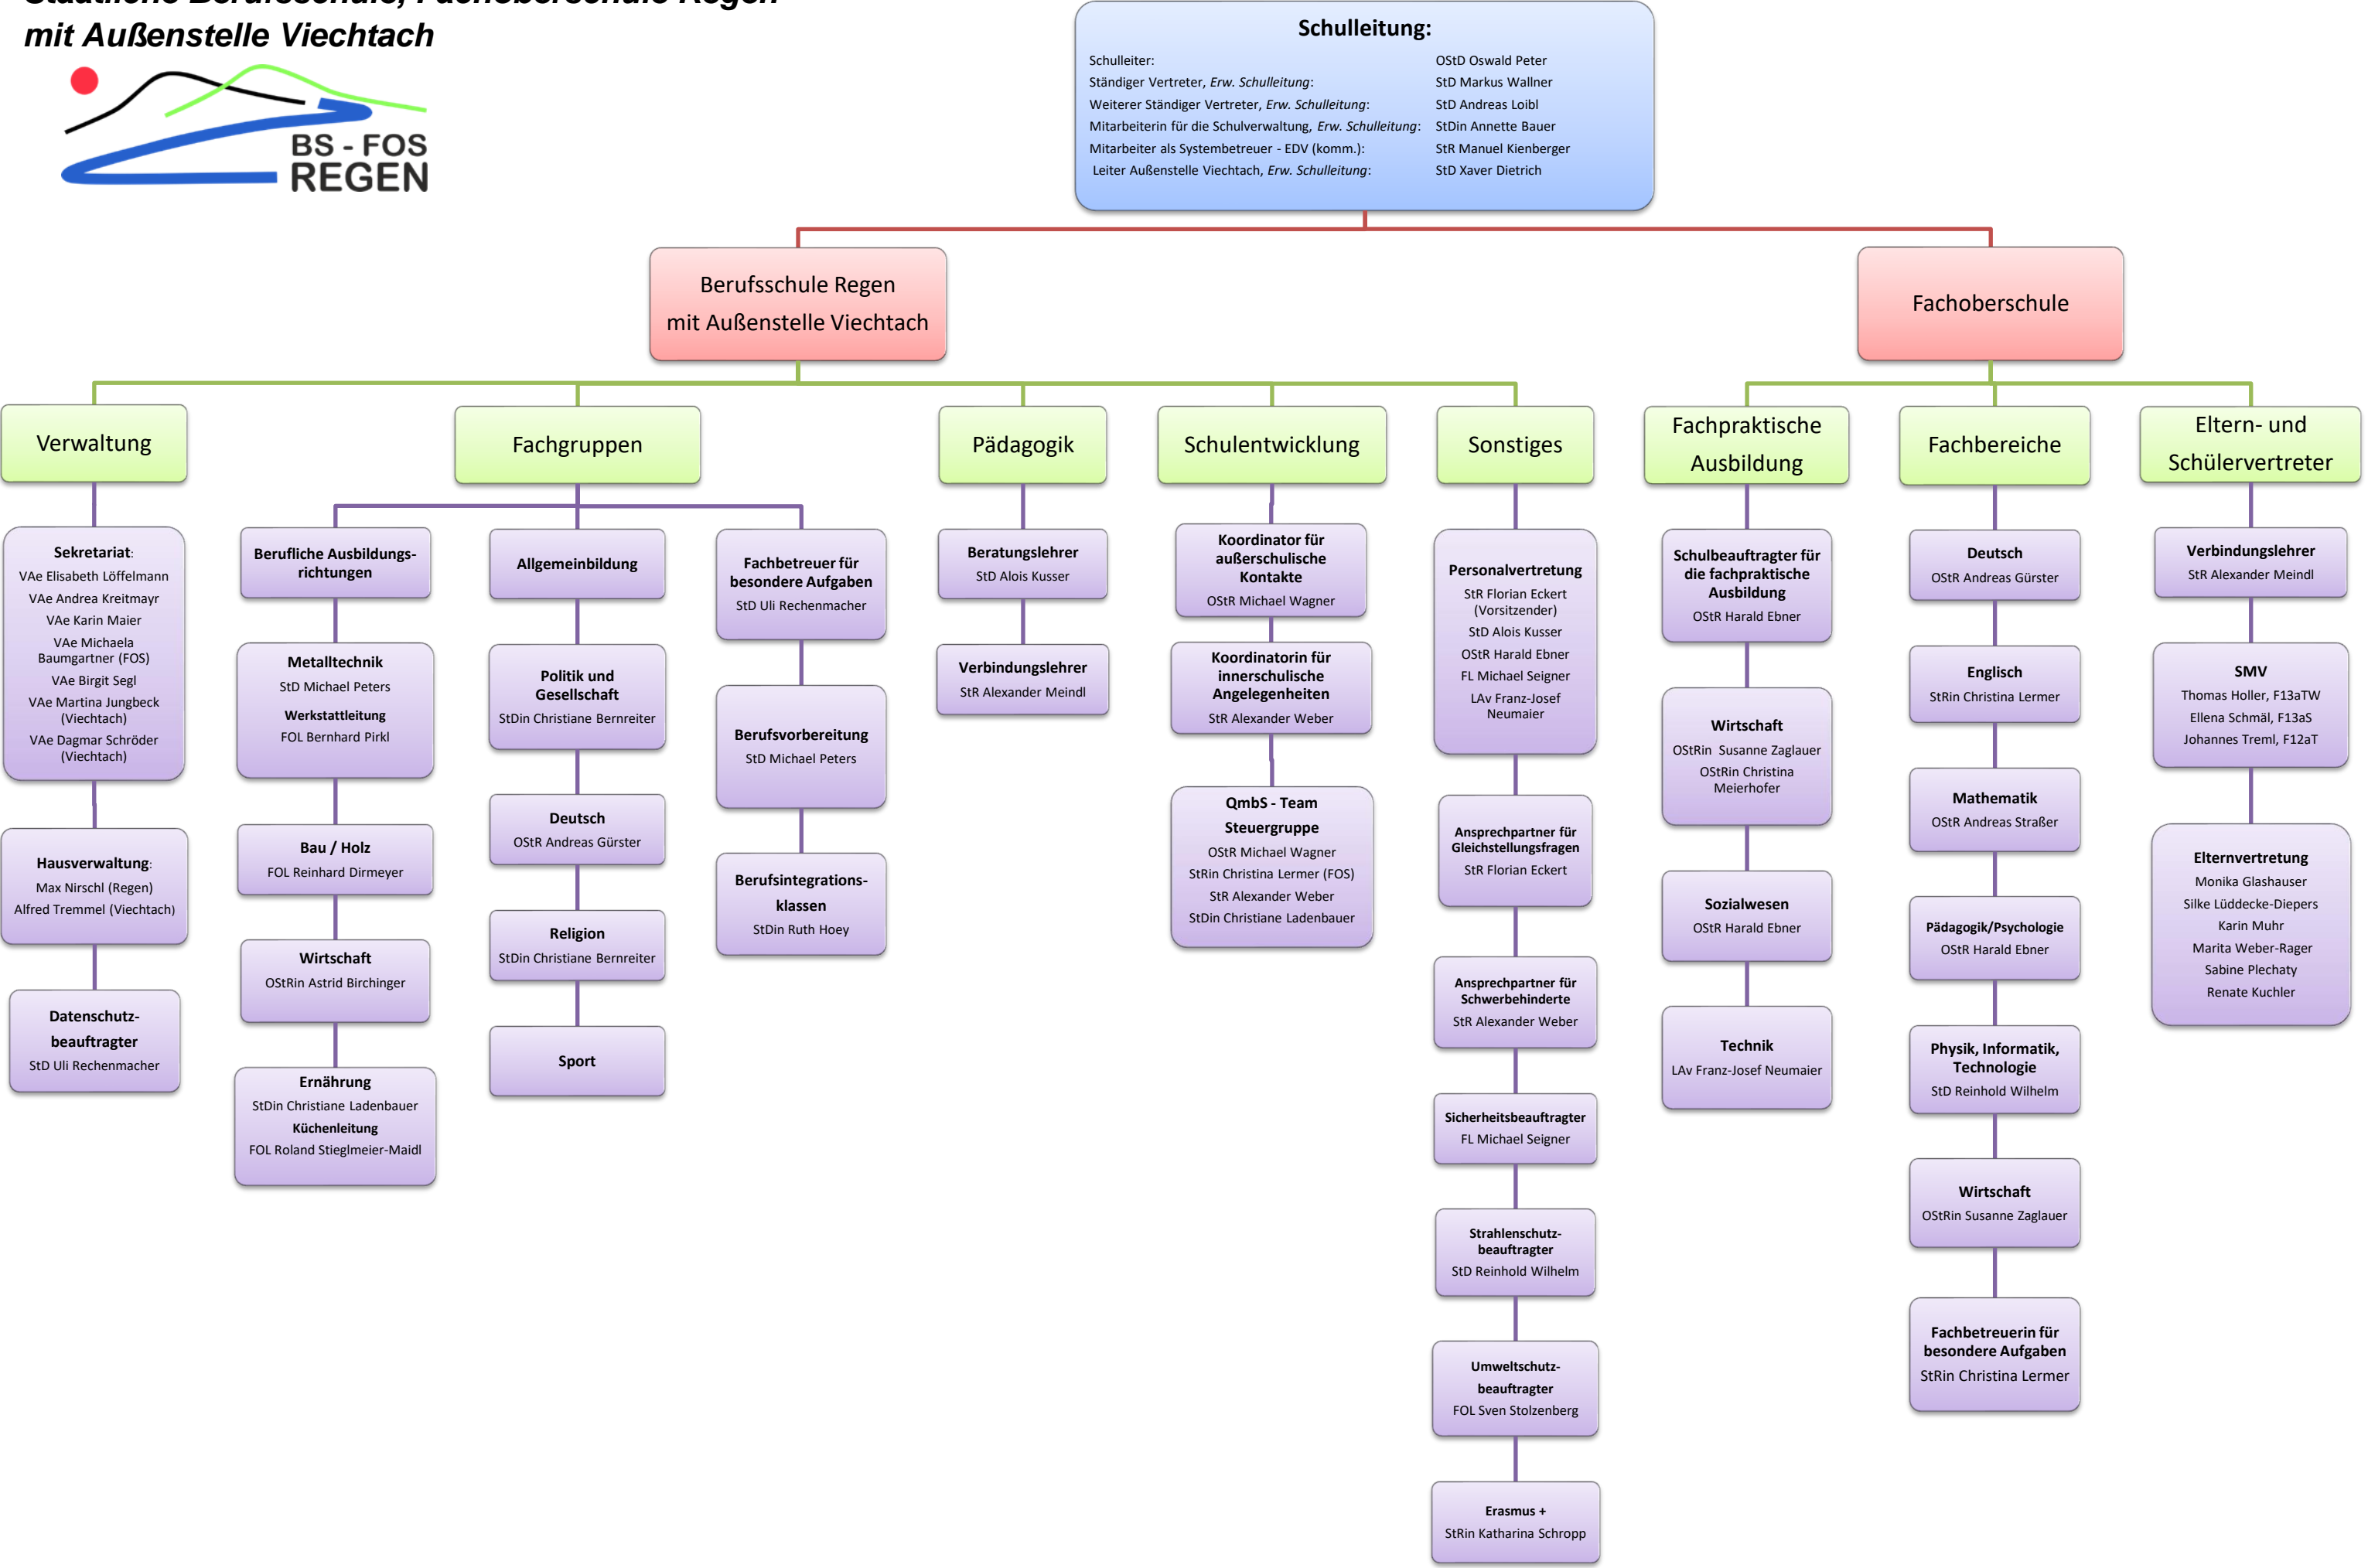 Staatliche Berufsschule, Fachoberschule Regen
mit Außenstelle Viechtach
BS - FOS
REGEN
Schulleitung:
Schulleiter: OStD Oswald Peter
Ständiger Vertreter, Erw. Schulleitung: StD Markus Wallner
Weiterer Ständiger Vertreter, Erw. Schulleitung: StD Andreas Loibl
Mitarbeiterin für die Schulverwaltung, Erw. Schulleitung: StDin Annette Bauer
Mitarbeiter als Systembetreuer - EDV (komm.): StR Manuel Kienberger
Leiter Außenstelle Viechtach, Erw. Schulleitung: StD Xaver Dietrich
Berufsschule Regen
mit Außenstelle Viechtach
Fachoberschule
Verwaltung
Sekretariat:
VAe Elisabeth Löffelmann
VAe Andrea Kreitmayr
VAe Karin Maier
VAe Michaela
Baumgartner (FOS)
VAe Birgit Segl
VAe Martina Jungbeck
(Viechtach)
VAe Dagmar Schröder
(Viechtach)
Hausverwaltung:
Max Nirschl (Regen)
Alfred Tremmel (Viechtach)
Datenschutz-
beauftragter
StD Uli Rechenmacher
Fachgruppen
Berufliche Ausbildungs-
richtungen
Metalltechnik
StD Michael Peters
Werkstattleitung
FOL Bernhard Pirkl
Bau / Holz
FOL Reinhard Dirmeyer
Wirtschaft
OStRin Astrid Birchinger
Ernährung
StDin Christiane Ladenbauer
Küchenleitung
FOL Roland Stieglmeier-Maidl
Allgemeinbildung
Politik und
Gesellschaft
StDin Christiane Bernreiter
Deutsch
OStR Andreas Gürster
Religion
StDin Christiane Bernreiter
Sport
Fachbetreuer für
besondere Aufgaben
StD Uli Rechenmacher
Berufsvorbereitung
StD Michael Peters
Berufsintegrations-
klassen
StDin Ruth Hoey
Pädagogik
Beratungslehrer
StD Alois Kusser
Verbindungslehrer
StR Alexander Meindl
Schulentwicklung
Koordinator für
außerschulische
Kontakte
OStR Michael Wagner
Koordinatorin für
innerschulische
Angelegenheiten
StR Alexander Weber
QmbS - Team
Steuergruppe
OStR Michael Wagner
StRin Christina Lermer (FOS)
StR Alexander Weber
StDin Christiane Ladenbauer
Sonstiges
Personalvertretung
StR Florian Eckert
(Vorsitzender)
StD Alois Kusser
OStR Harald Ebner
FL Michael Seigner
LAv Franz-Josef
Neumaier
Ansprechpartner für
Gleichstellungsfragen
StR Florian Eckert
Ansprechpartner für
Schwerbehinderte
StR Alexander Weber
Sicherheitsbeauftragter
FL Michael Seigner
Strahlenschutz-
beauftragter
StD Reinhold Wilhelm
Umweltschutz-
beauftragter
FOL Sven Stolzenberg
Erasmus +
StRin Katharina Schropp
Fachpraktische
Ausbildung
Schulbeauftragter für
die fachpraktische
Ausbildung
OStR Harald Ebner
Wirtschaft
OStRin Susanne Zaglauer
OStRin Christina
Meierhofer
Sozialwesen
OStR Harald Ebner
Technik
LAv Franz-Josef Neumaier
Fachbereiche
Deutsch
OStR Andreas Gürster
Englisch
StRin Christina Lermer
Mathematik
OStR Andreas Straßer
Pädagogik/Psychologie
OStR Harald Ebner
Physik, Informatik,
Technologie
StD Reinhold Wilhelm
Wirtschaft
OStRin Susanne Zaglauer
Fachbetreuerin für
besondere Aufgaben
StRin Christina Lermer
Eltern- und
Schülervertreter
Verbindungslehrer
StR Alexander Meindl
SMV
Thomas Holler, F13aTW
Ellena Schmäl, F13aS
Johannes Treml, F12aT
Elternvertretung
Monika Glashauser
Silke Lüddecke-Diepers
Karin Muhr
Marita Weber-Rager
Sabine Plechaty
Renate Kuchler